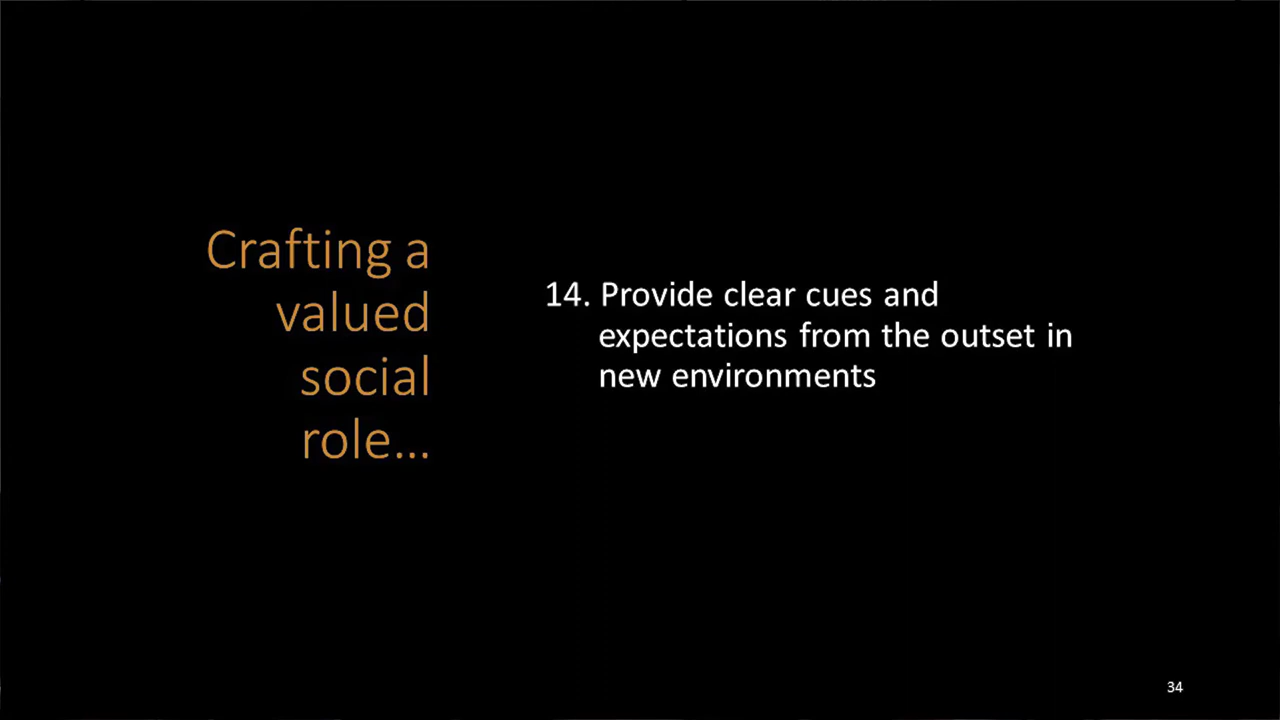 Crafting a
valued
social
role...
14. Provide clear cues and
expectations from the outset in
new environments
34